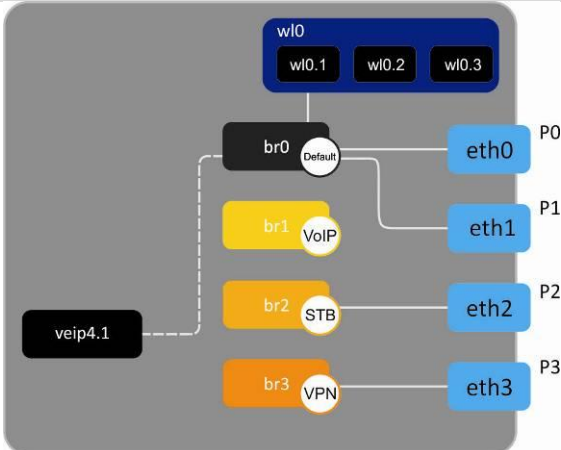 wl0
wl0.1 wl0.2 wl0.3
br0 Default eth0 P0
eth1 P1
br1 VoIP
br2 STB eth2 P2
veip4.1
br3 VPN eth3 P3